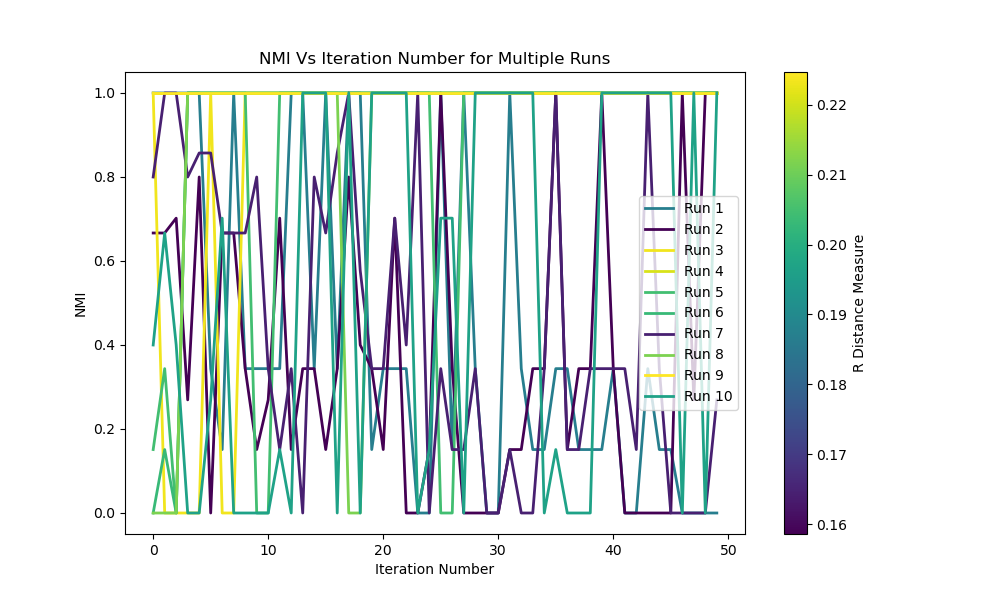 NMI Vs Iteration Number for Multiple Runs
NMI
1.0
0.8
0.6
0.4
0.2
0.0
0
10
20
30
40
50
Iteration Number
Run 1
Run 2
Run 3
Run 4
Run 5
Run 6
Run 7
Run 8
Run 9
Run 10
0.22
0.21
0.20
0.19
0.18
0.17
0.16
R Distance Measure